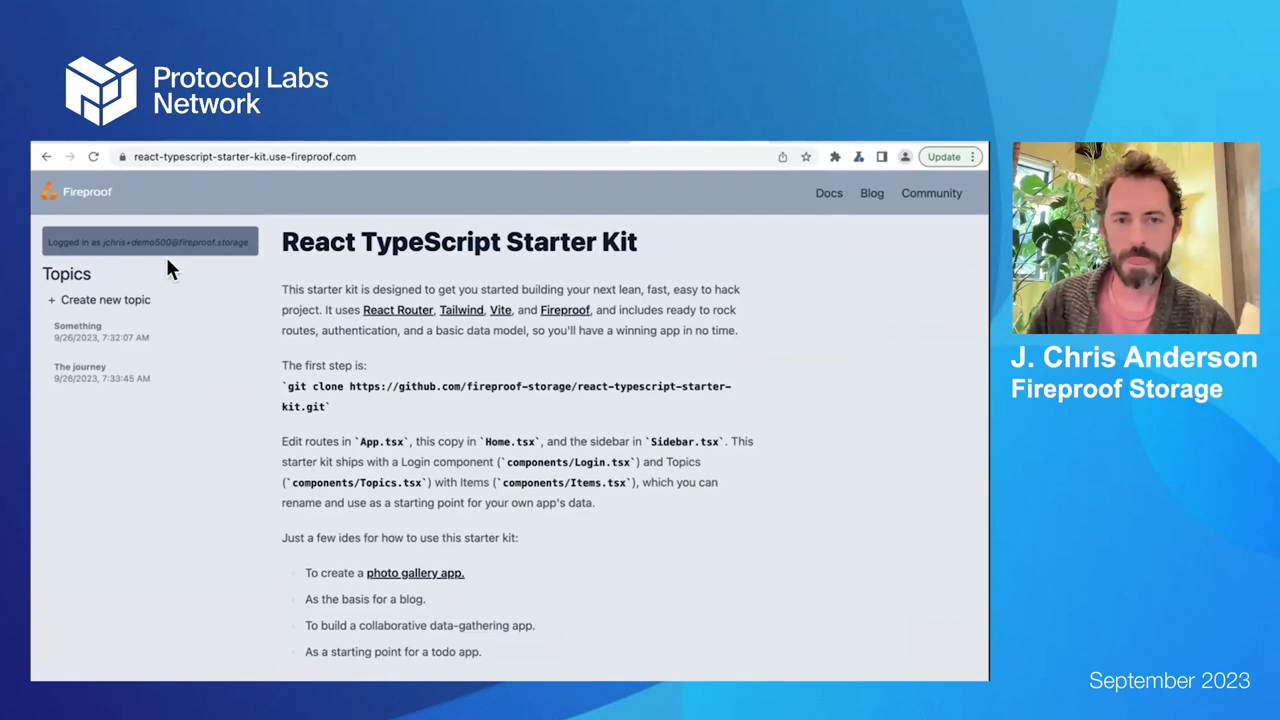 Protocol Labs
Network
react-typescript-starter-kit.use-fireproof.com
Update
Fireproof
Docs
Blog
Community
Logged in as jchris+demo500@fireproof.storage
Topics
+ Create new topic
Something
9/26/2023, 7:32:07 AM
The journey
9/26/2023, 7:33:45 AM
React TypeScript Starter Kit
This starter kit is designed to get you started building your next lean, fast, easy to hack
project. It uses React Router, Tailwind, Vite, and Fireproof, and includes ready to rock
routes, authentication, and a basic data model, so you'll have a winning app in no time.
The first step is:
`git clone https://github.com/fireproof-storage/react-typescript-starter-
kit.git`
Edit routes in `App.tsx`, this copy in `Home.tsx`, and the sidebar in `Sidebar.tsx`. This
starter kit ships with a Login component (`components/Login.tsx`) and Topics
(`components/Topics.tsx`) with Items (`components/Items.tsx`), which you can
rename and use as a starting point for your own app's data.
Just a few ides for how to use this starter kit:
To create a photo gallery app.
As the basis for a blog.
To build a collaborative data-gathering app.
As a starting point for a todo app.
J. Chris Anderson
Fireproof Storage
September 2023